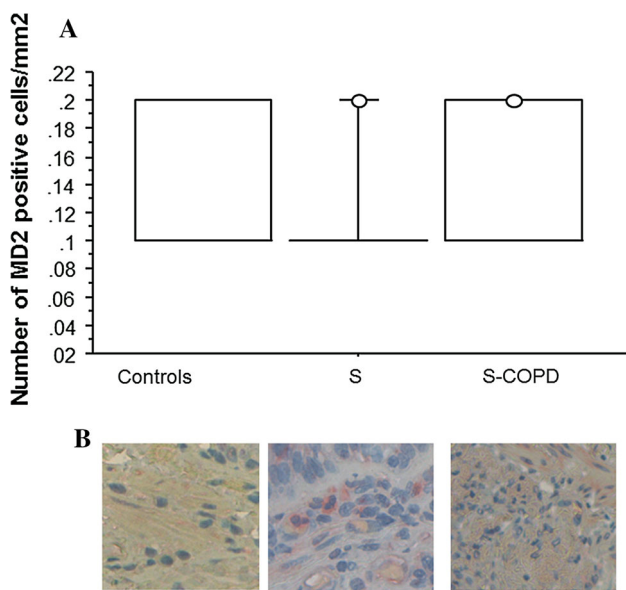 A
Number of MD2 positive cells/mm2
.22
.2
.18
.16
.14
.12
.1
.08
.06
.04
02
Controls S S-COPD
B